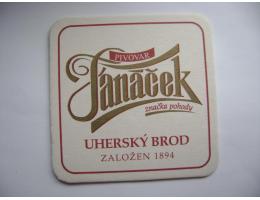 PIVOVAR
Janáček
značka pohody
UHERSKÝ BROD
ZALOŽEN 1894